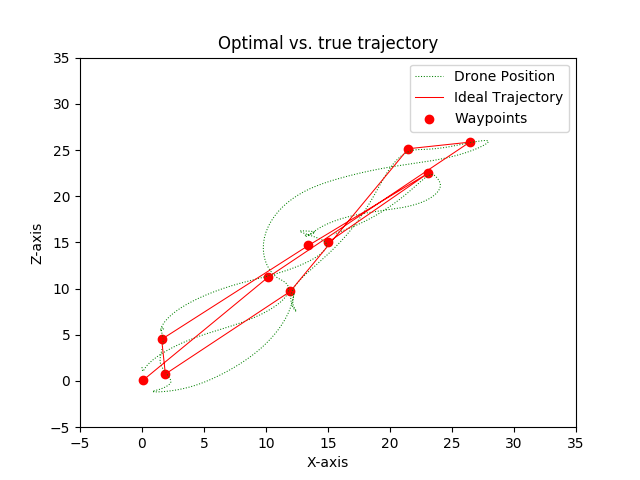 Optimal vs. true trajectory
Drone Position
Ideal Trajectory
Waypoints
35
30
25
20
15
10
5
0
−5
Z-axis
−5 0 5 10 15 20 25 30 35
X-axis